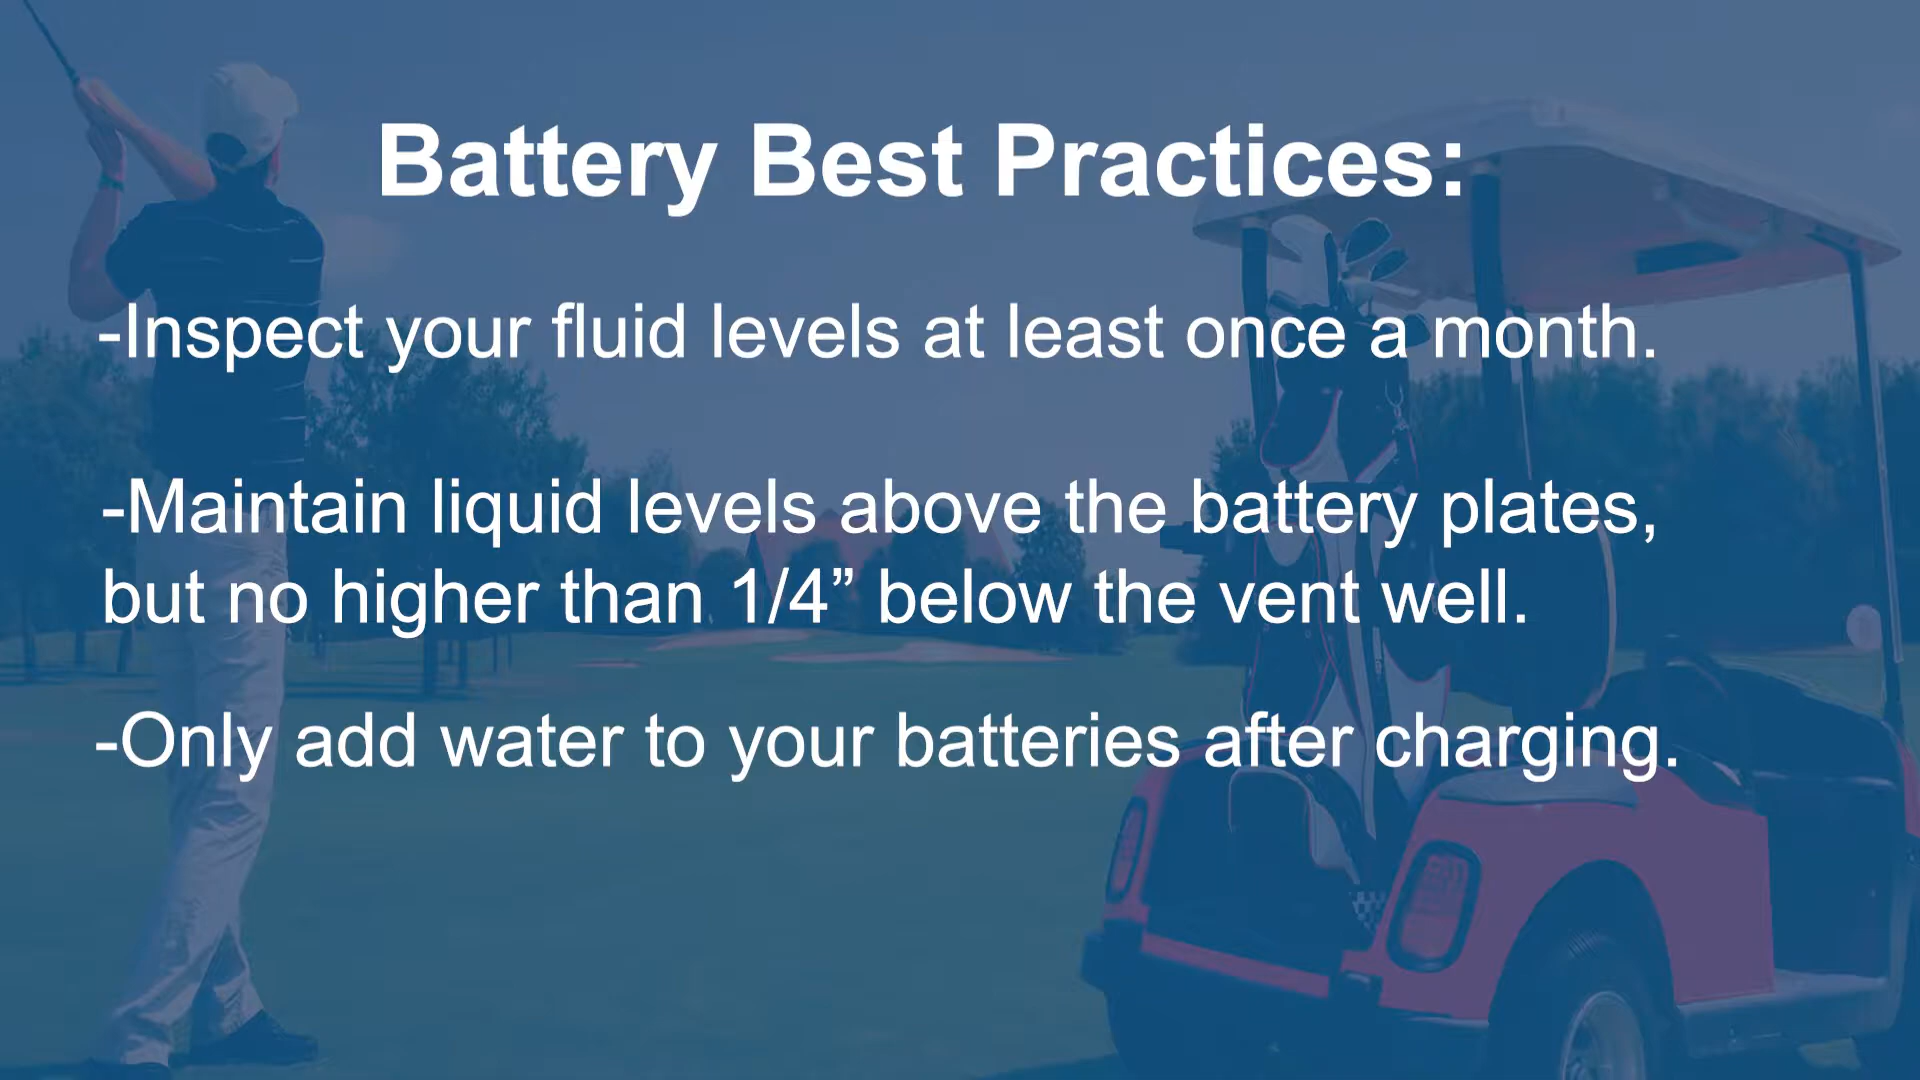 Battery Best Practices:
-Inspect your fluid levels at least once a month.
-Maintain liquid levels above the battery plates,
but no higher than 1/4” below the vent well.
-Only add water to your batteries after charging.